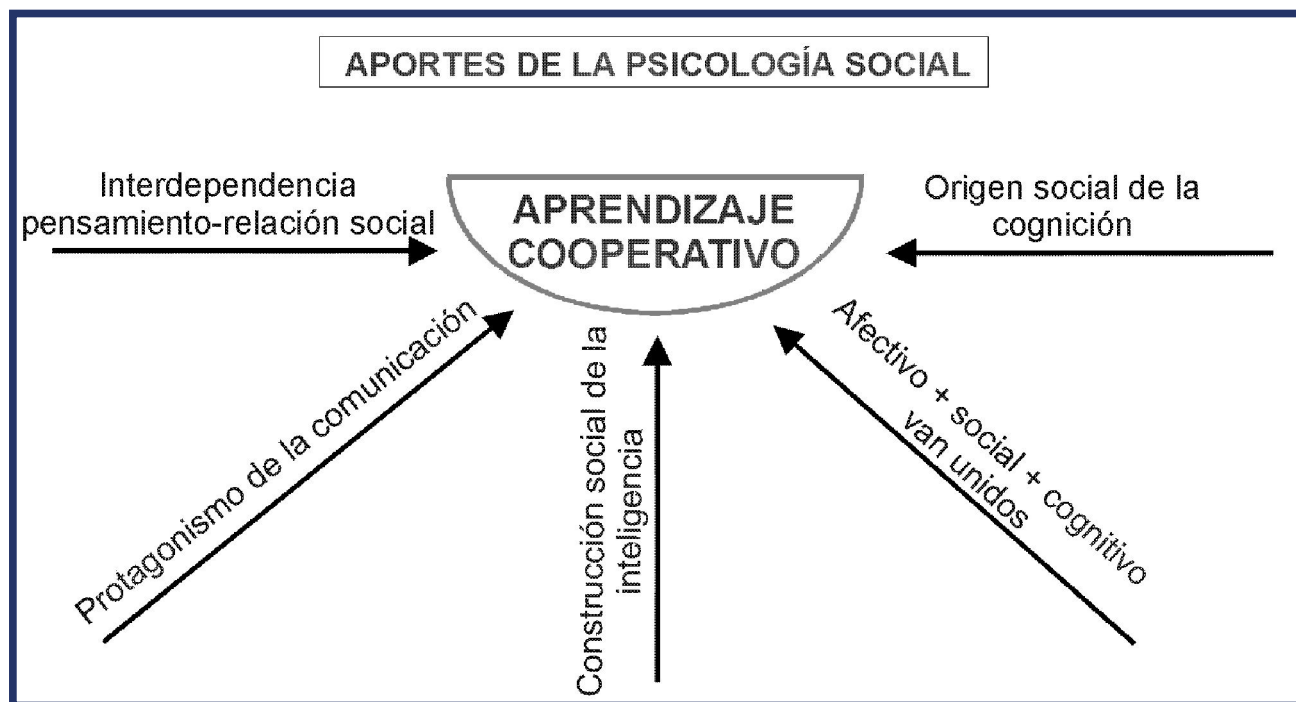 APORTES DE LA PSICOLOGÍA SOCIAL
Interdependencia
pensamiento-relación social
APRENDIZAJE
COOPERATIVO
Origen social de la
cognición
Protagonismo de la comunicación
Construcción social de la
inteligencia
Afectivo + social + cognitivo
van unidos